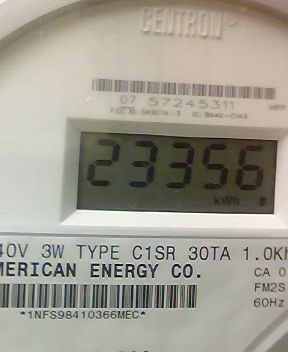 CENTRON®
07 57245311
23356
kWh
40V 3W TYPE C1SR 30TA 1.0Kh
MERICAN ENERGY CO.
CA 0
FM2S
60Hz
*1NFS98410366MEC*